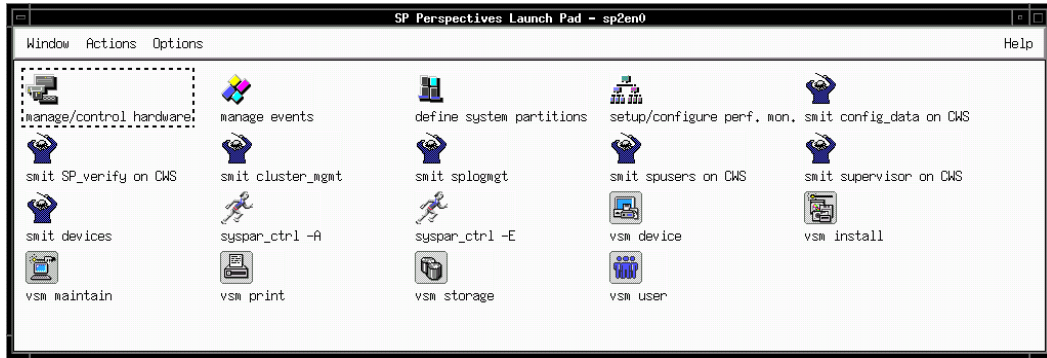 SP Perspectives Launch Pad - sp2en0
Window Actions Options Help
manage/control hardware manage events define system partitions setup/configure perf. mon. smit config_data on CWS
smit SP_verify on CWS smit cluster_mgmt smit splogmgt smit spusers on CWS smit supervisor on CWS
smit devices syspar_ctrl -A syspar_ctrl -E vsm device vsm install
vsm maintain vsm print vsm storage vsm user